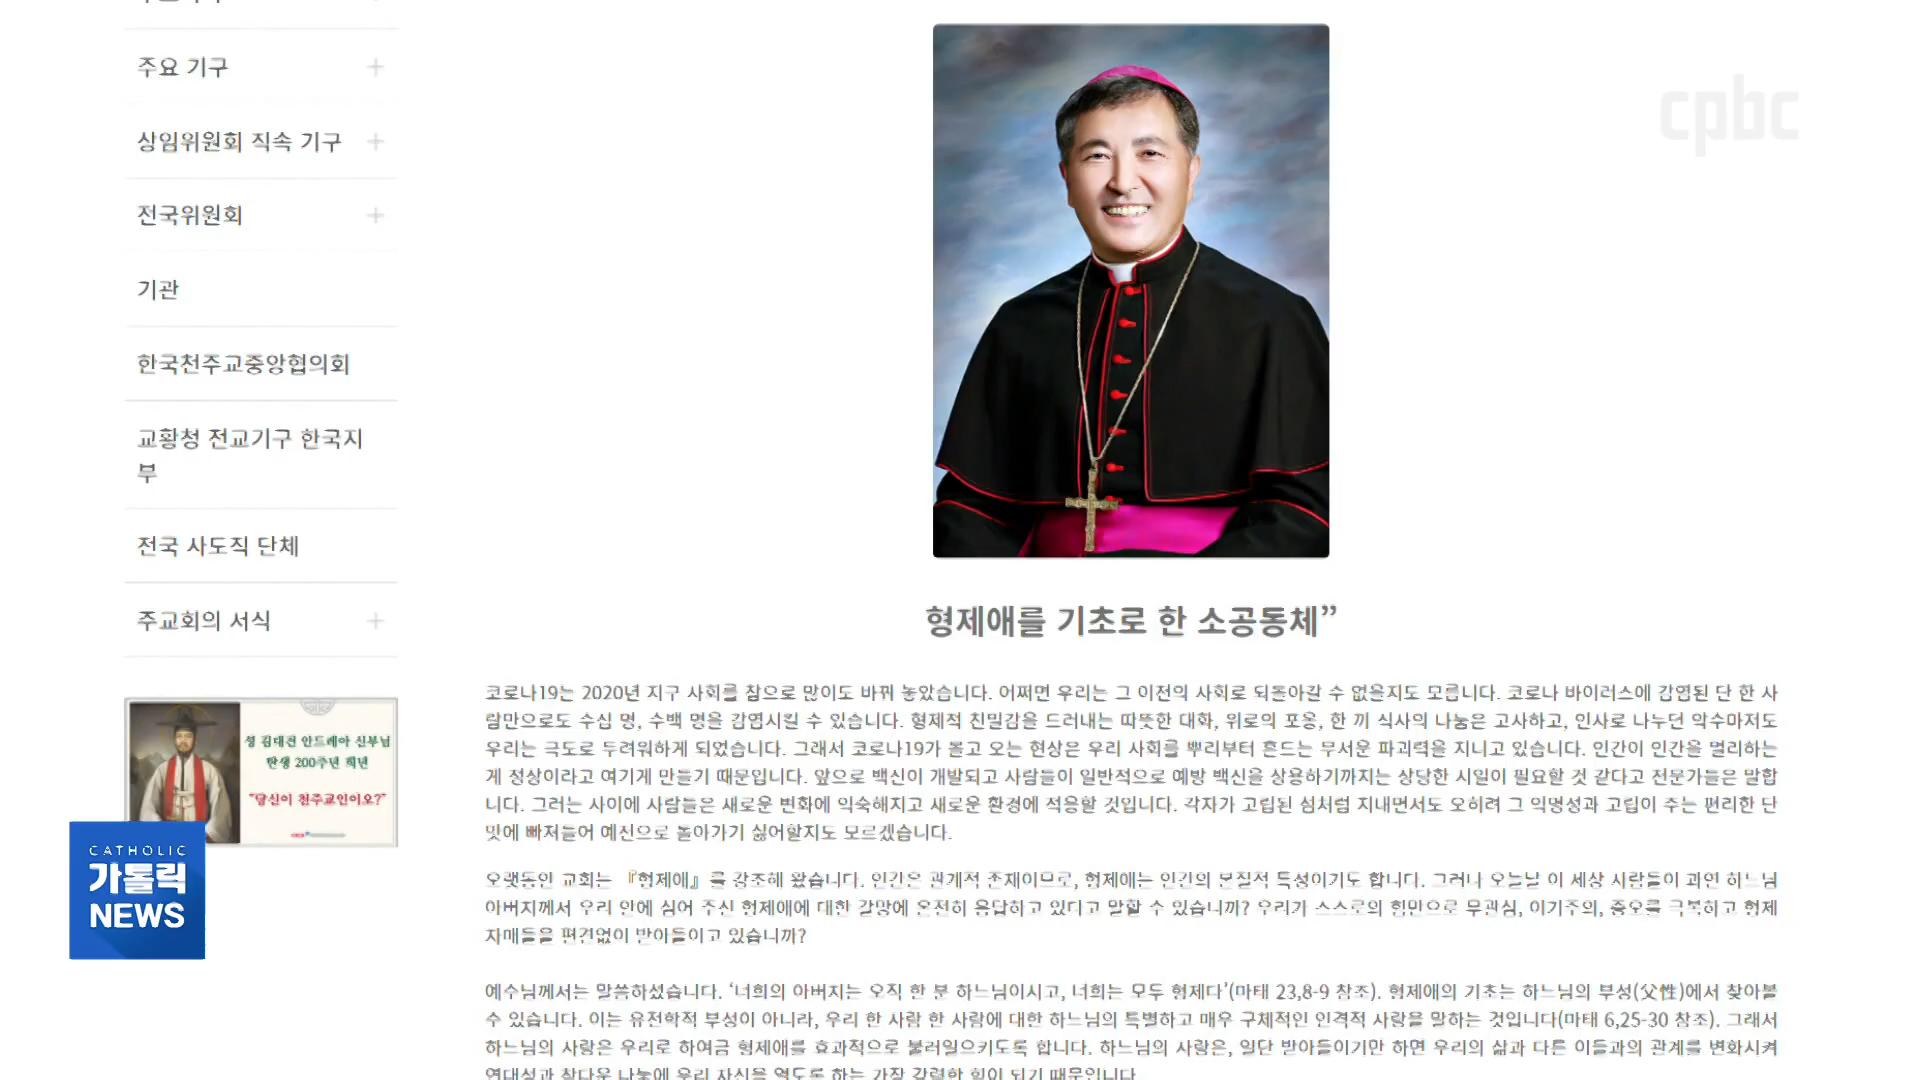 주요 기구
상임위원회 직속 기구
전국위원회
기관
한국천주교중앙협의회
교황청 전교기구 한국지
부
전국 사도직 단체
주교회의 서식
성 김대건 안드레아 신부님
탄생 200주년 희년
“당신이 천주교인이오?”
CATHOLIC
가톨릭
NEWS
cpbc
형제애를 기초로 한 소공동체”
코로나19는 2020년 지구 사회를 참으로 많이도 바꿔 놓았습니다. 어쩌면 우리는 그 이전의 사회로 되돌아갈 수 없을지도 모릅니다. 코로나 바이러스에 감염된 단 한 사
람만으로도 수십 명, 수백 명을 감염시킬 수 있습니다. 형제적 친밀감을 드러내는 따뜻한 대화, 위로의 포옹, 한 끼 식사의 나눔은 고사하고, 인사로 나누던 악수마저도
우리는 극도로 두려워하게 되었습니다. 그래서 코로나19가 몰고 오는 현상은 우리 사회를 뿌리부터 흔드는 무서운 파괴력을 지니고 있습니다. 인간이 인간을 멀리하는
게 정상이라고 여기게 만들기 때문입니다. 앞으로 백신이 개발되고 사람들이 일반적으로 예방 백신을 상용하기까지는 상당한 시일이 필요할 것 같다고 전문가들은 말합
니다. 그러는 사이에 사람들은 새로운 변화에 익숙해지고 새로운 환경에 적응할 것입니다. 각자가 고립된 섬처럼 지내면서도 오히려 그 익명성과 고립이 주는 편리한 단
맛에 빠져들어 예전으로 돌아가기 싫어할지도 모르겠습니다.
오랫동안 교회는 『형제애』를 강조해 왔습니다. 인간은 관계적 존재이므로, 형제애는 인간의 본질적 특성이기도 합니다. 그러나 오늘날 이 세상 사람들이 과연 하느님
아버지께서 우리 안에 심어 주신 형제애에 대한 갈망에 온전히 응답하고 있다고 말할 수 있습니까? 우리가 스스로의 힘만으로 무관심, 이기주의, 증오를 극복하고 형제
자매들을 편견없이 받아들이고 있습니까?
예수님께서는 말씀하셨습니다. ‘너희의 아버지는 오직 한 분 하느님이시고, 너희는 모두 형제다’(마태 23,8-9 참조). 형제애의 기초는 하느님의 부성(父性)에서 찾아볼
수 있습니다. 이는 유전학적 부성이 아니라, 우리 한 사람 한 사람에 대한 하느님의 특별하고 매우 구체적인 인격적 사랑을 말하는 것입니다(마태 6,25-30 참조). 그래서
하느님의 사랑은 우리로 하여금 형제애를 효과적으로 불러일으키도록 합니다. 하느님의 사랑은, 일단 받아들이기만 하면 우리의 삶과 다른 이들과의 관계를 변화시켜
연대성과 참다운 나눔에 우리 자신을 열도록 하는 가장 강렬한 힘이 되기 때문입니다.